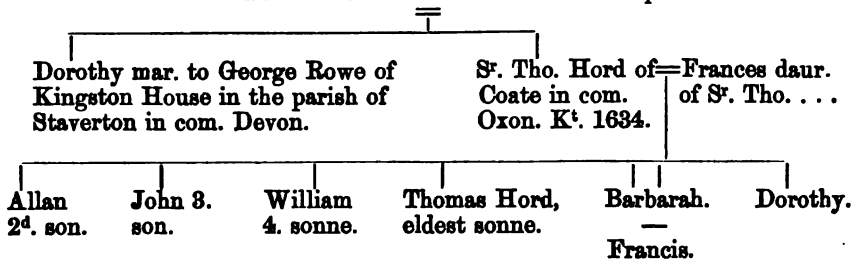 Dorothy mar. to George Rowe of
Kingston House in the parish of
Staverton in com. Devon.
Sr. Tho. Hord of=Frances daur.
Coate in com. of Sr. Tho. . . .
Oxon. Kt. 1634.
Allan
2d. son.
John 3.
son.
William
4. sonne.
Thomas Hord,
eldest sonne.
Barbarah.
—
Francis.
Dorothy.